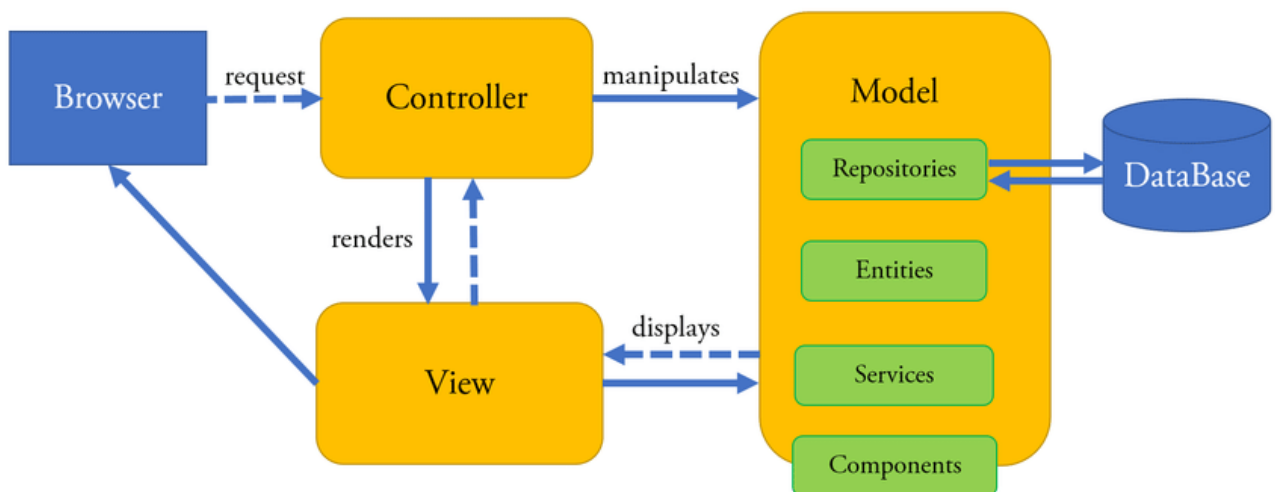 Browser
request
Controller
manipulates
Model
Repositories
DataBase
renders
Entities
displays
View
Services
Components